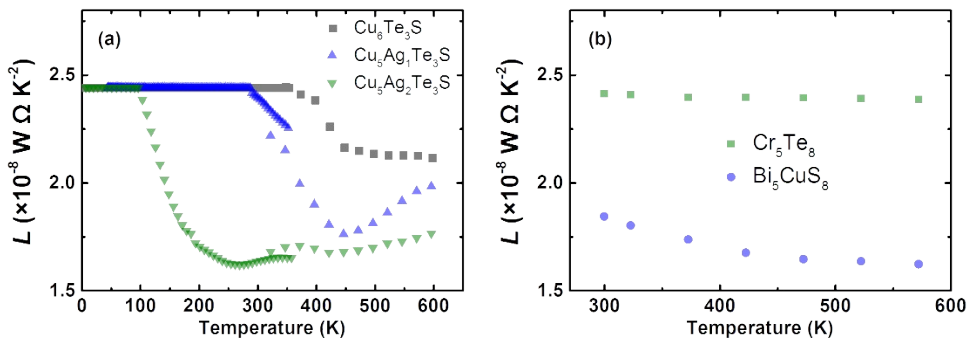 (a)
Cu₆Te₃S
Cu₅Ag₁Te₃S
Cu₅Ag₂Te₃S
L (×10⁻⁸ W Ω K⁻²)
2.5
2.0
1.5
0 100 200 300 400 500 600
Temperature (K)
(b)
Cr₅Te₈
Bi₅CuS₈
L (×10⁻⁸ W Ω K⁻²)
2.5
2.0
1.5
300 400 500 600
Temperature (K)